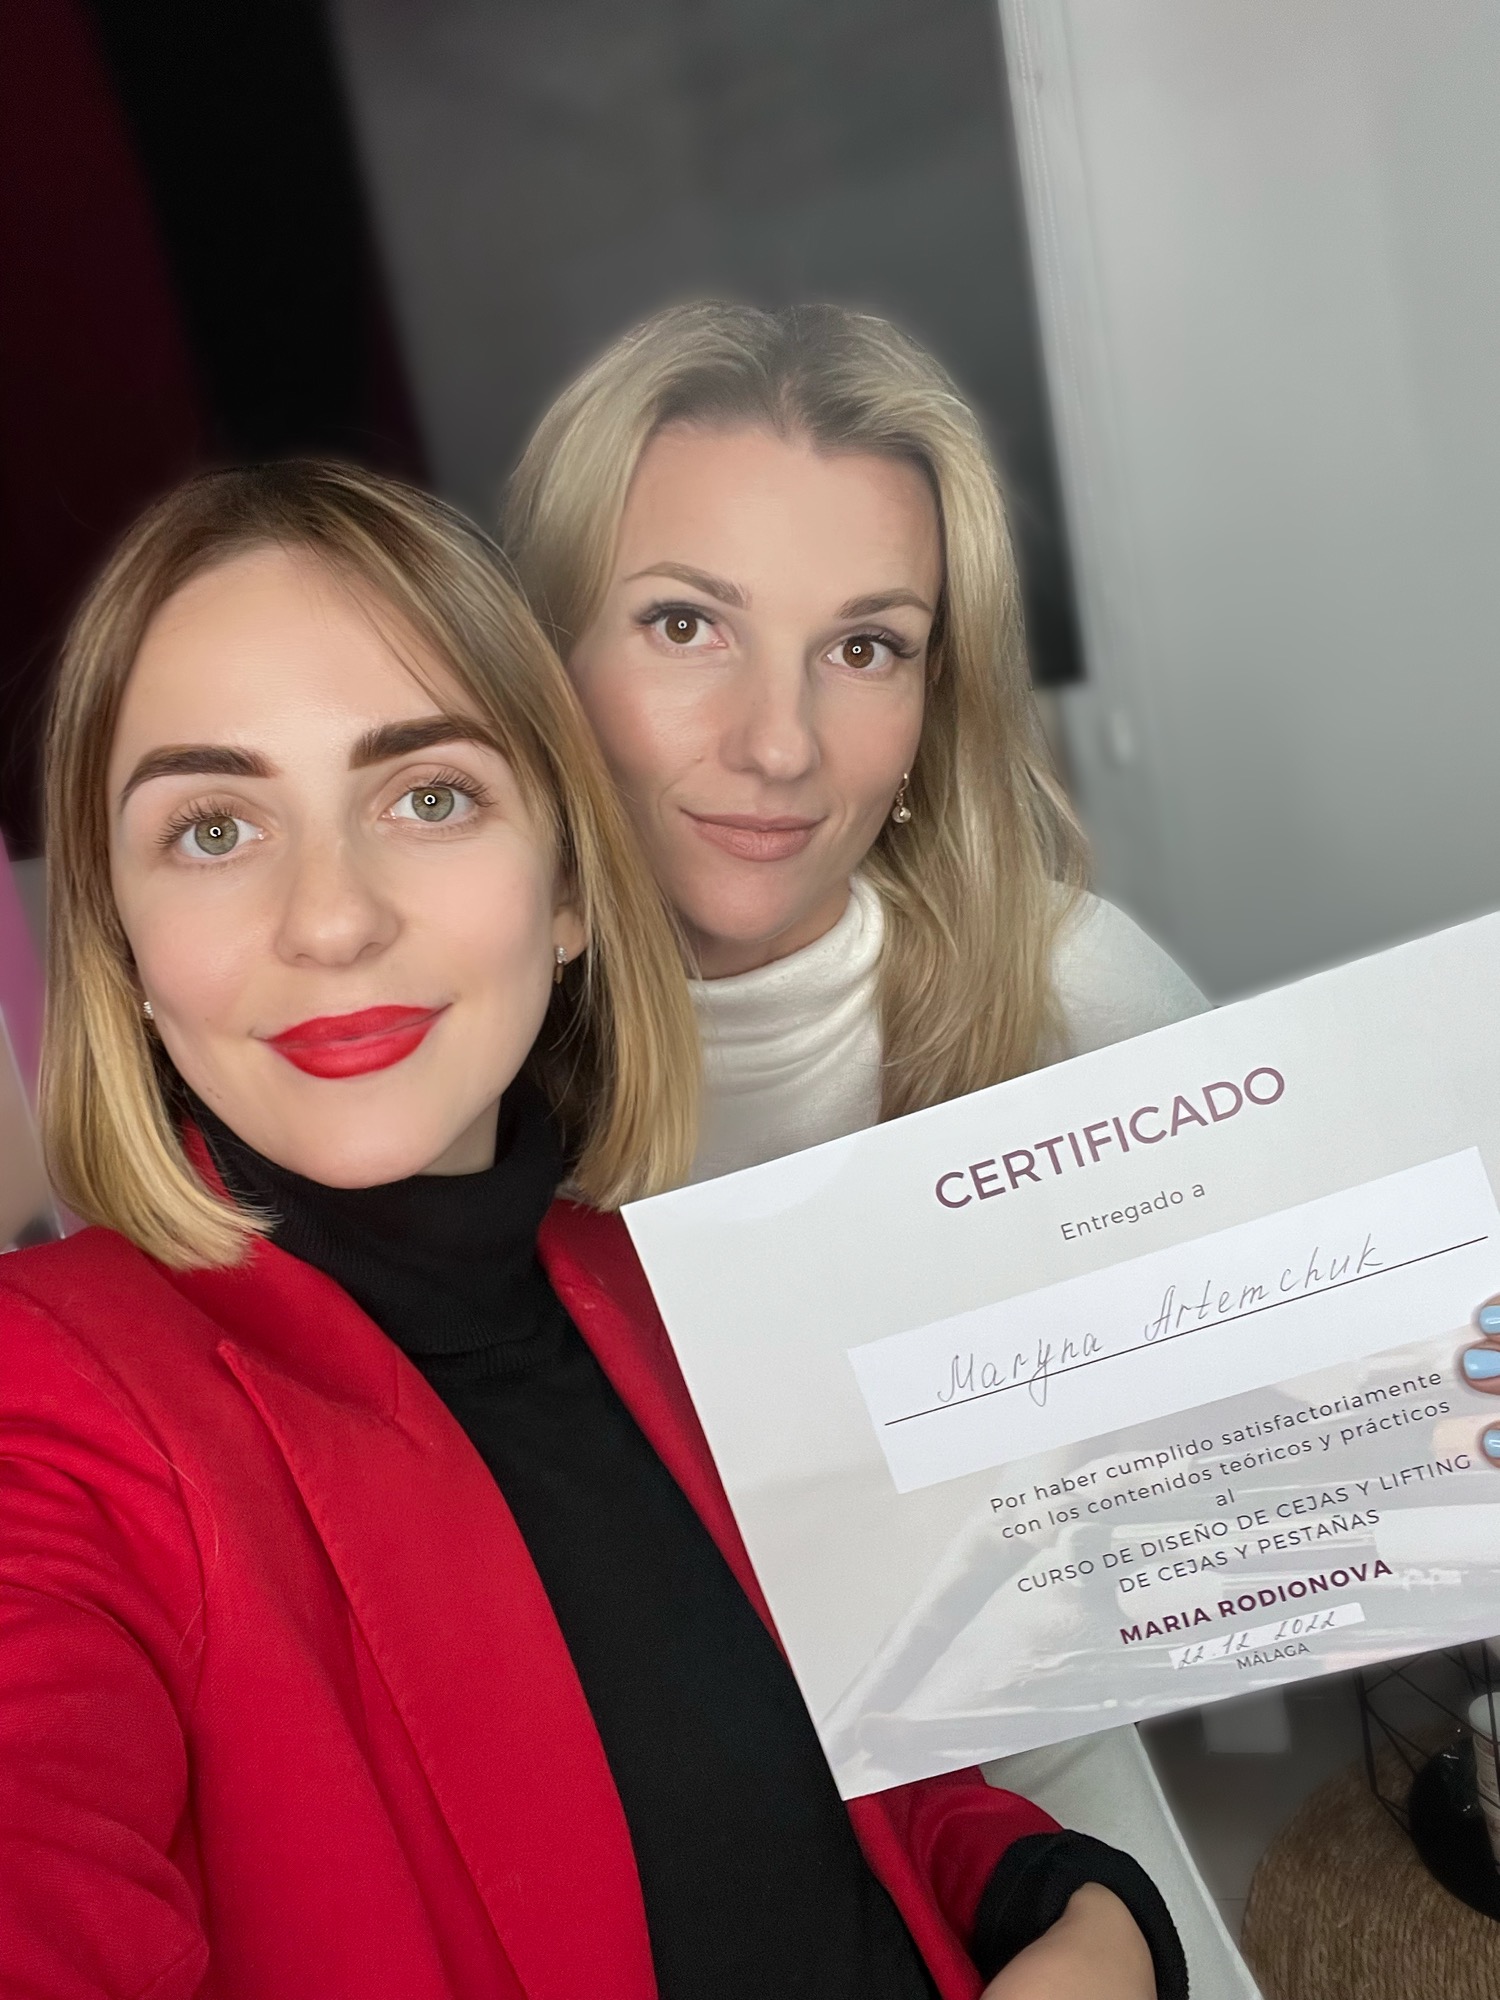 CERTIFICADO
Entregado a
Maryna Artemchuk
Por haber cumplido satisfactoriamente
con los contenidos teóricos y prácticos
al
CURSO DE DISEÑO DE CEJAS Y LIFTING
DE CEJAS Y PESTAÑAS
MARIA RODIONOVA
22.12 2022
MÁLAGA